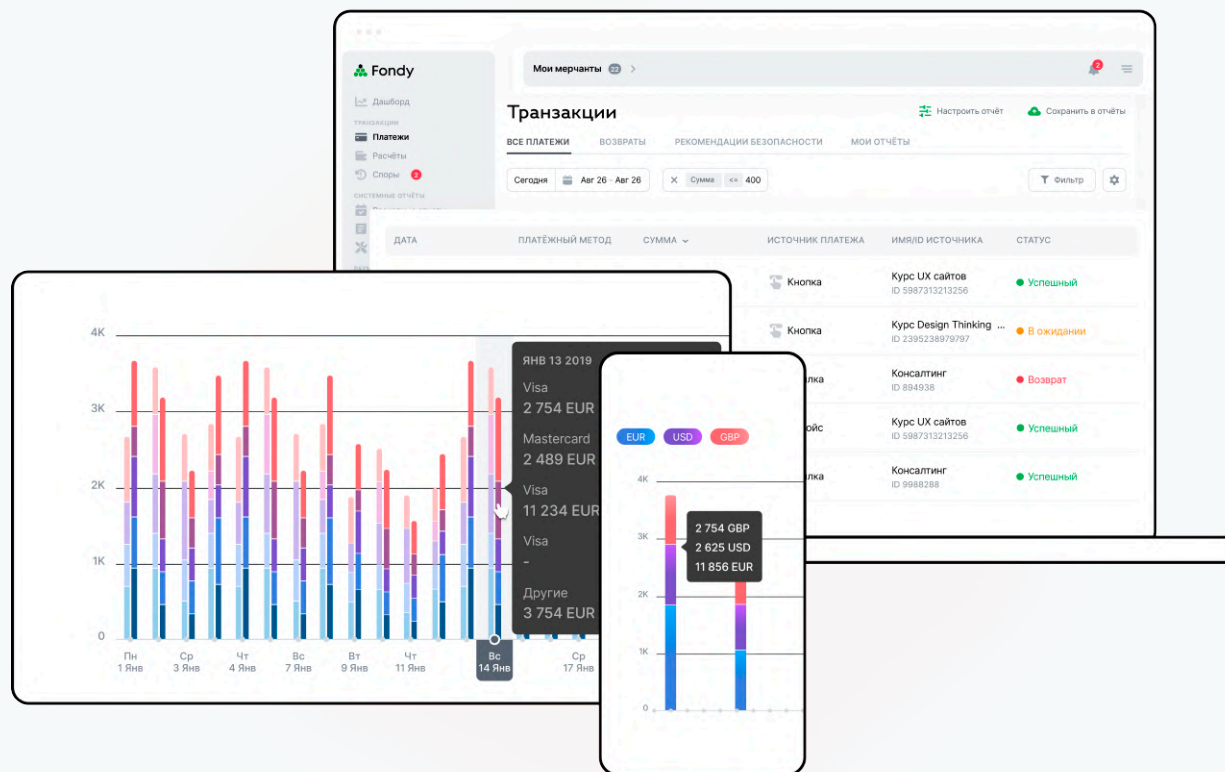 Fondy
Мои мерчанты 22
2
Дашборд
ТРАНЗАКЦИИ
Платежи
Расчёты
Споры 2
СИСТЕМНЫЕ ОТЧЁТЫ
Транзакции
Настроить отчёт
Сохранить в отчёты
ВСЕ ПЛАТЕЖИ ВОЗВРАТЫ РЕКОМЕНДАЦИИ БЕЗОПАСНОСТИ МОИ ОТЧЁТЫ
Сегодня Авг 26 - Авг 26 Сумма 400 Фильтр
ДАТА ПЛАТЁЖНЫЙ МЕТОД СУММА ИСТОЧНИК ПЛАТЕЖА ИМЯ/ID ИСТОЧНИКА СТАТУС
Кнопка Курс UX сайтов Успешный
ID 5987313213256
Кнопка Курс Design Thinking ... В ожидании
ID 2395238979797
Консалтинг Возврат
ID 894938
Курс UX сайтов Успешный
ID 5987313213256
Консалтинг Успешный
ID 9988288
4K
3K
2K
1K
0
Пн Ср Чт Вс Вт Чт Вс Ср
1 Янв 3 Янв 4 Янв 7 Янв 9 Янв 11 Янв 14 Янв 17 Янв
ЯНВ 13 2019
Visa
2 754 EUR
Mastercard
2 489 EUR
Visa
11 234 EUR
Visa
-
Другие
3 754 EUR
EUR USD GBP
4K
3K
2K
1K
0
2 754 GBP
2 625 USD
11 856 EUR